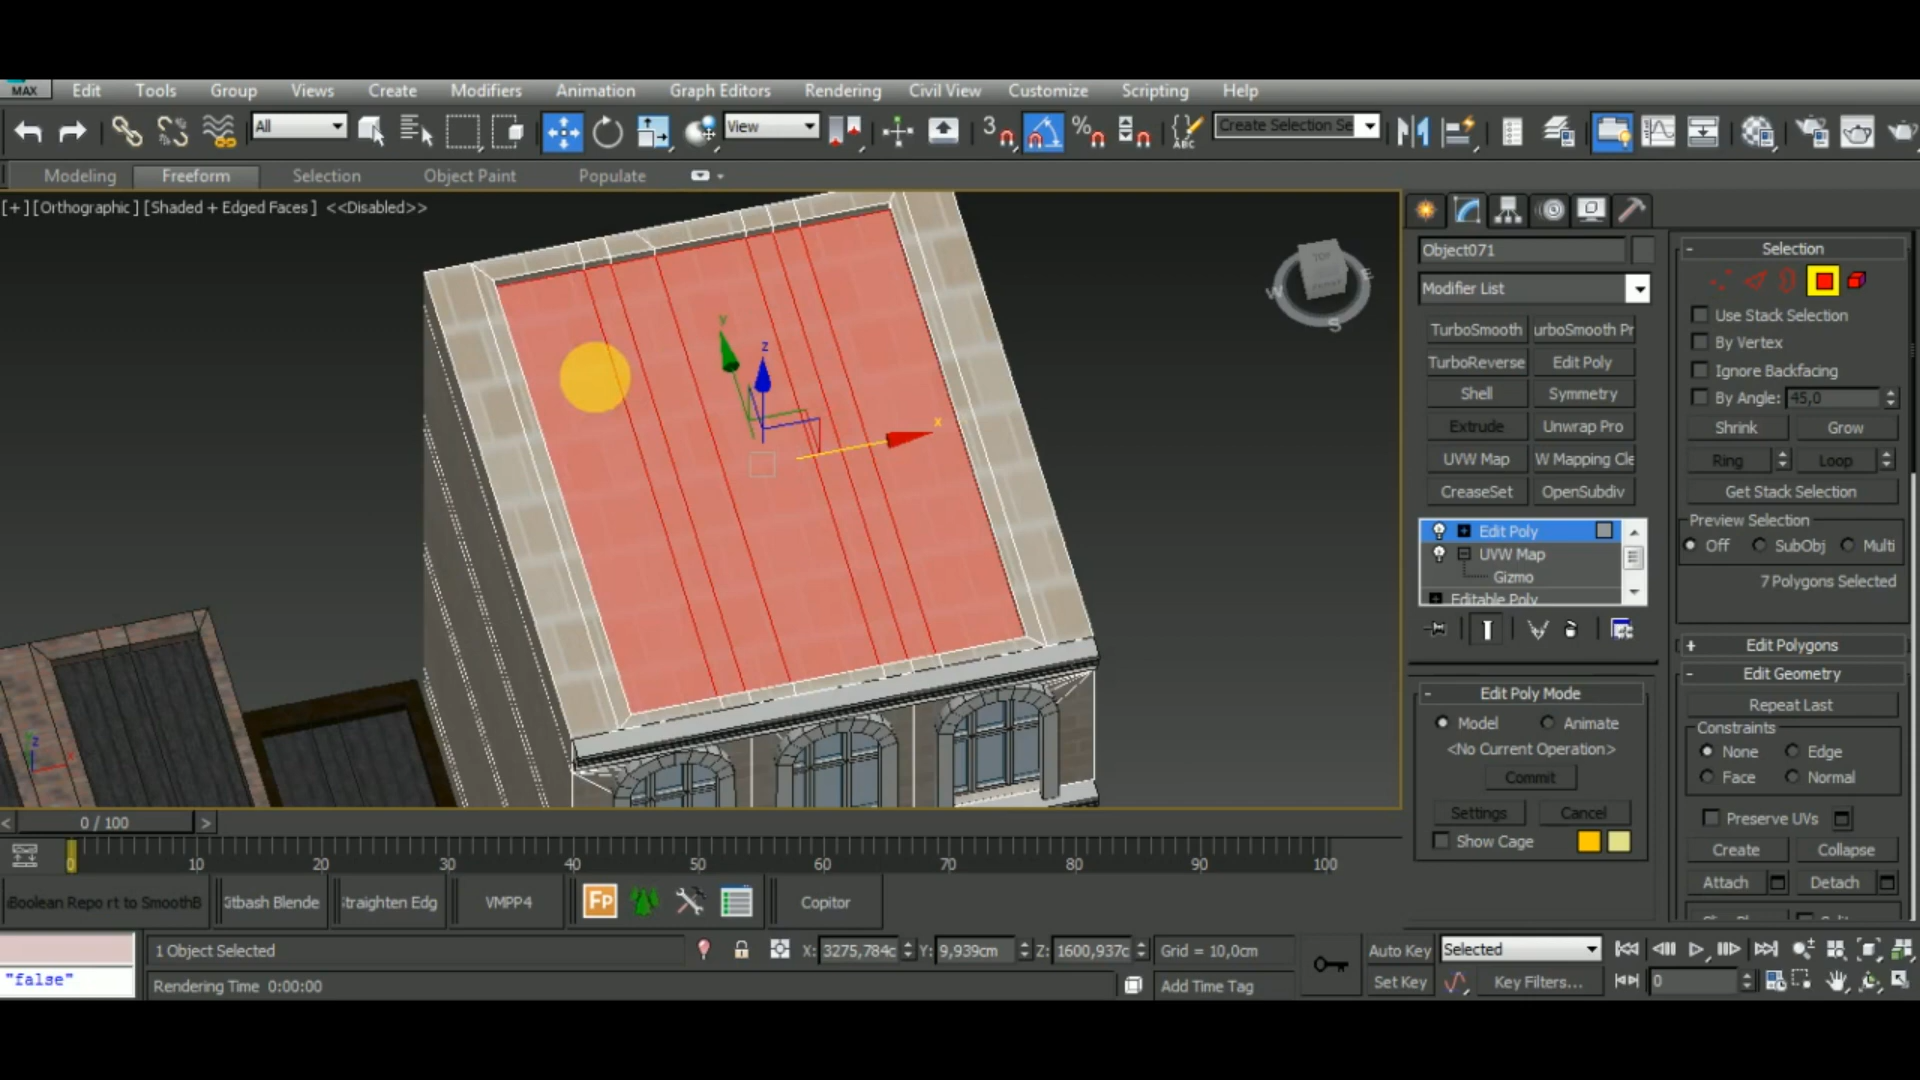 MAX Edit Tools Group Views Create Modifiers Animation Graph Editors Rendering Civil View Customize Scripting Help
All View 3 % ABC Create Selection Se
Modeling Freeform Selection Object Paint Populate
[+] [Orthographic] [Shaded + Edged Faces] <<Disabled>>
TOP
W S
y z x
z x
Object071
Modifier List
TurboSmooth urboSmooth Pr
TurboReverse Edit Poly
Shell Symmetry
Extrude Unwrap Pro
UVW Map W Mapping Cle
CreaseSet OpenSubdiv
Edit Poly
UVW Map
Gizmo
Editable Poly
- Edit Poly Mode
Model Animate
<No Current Operation>
Commit
Settings Cancel
Show Cage
- Selection
Use Stack Selection
By Vertex
Ignore Backfacing
By Angle: 45,0
Shrink Grow
Ring Loop
Get Stack Selection
Preview Selection
Off SubObj Multi
7 Polygons Selected
+ Edit Polygons
- Edit Geometry
Repeat Last
Constraints
None Edge
Face Normal
Preserve UVs
Create Collapse
Attach Detach
< 0 / 100 >
0 10 20 30 40 50 60 70 80 90 100
Boolean Repo rt to SmoothB itbash Blende traighten Edg VMPP4 Fp Copitor
1 Object Selected X: 3275,784c Y: 9,939cm Z: 1600,937c Grid = 10,0cm Auto Key Selected
"false" Rendering Time 0:00:00 Add Time Tag Set Key Key Filters... 0